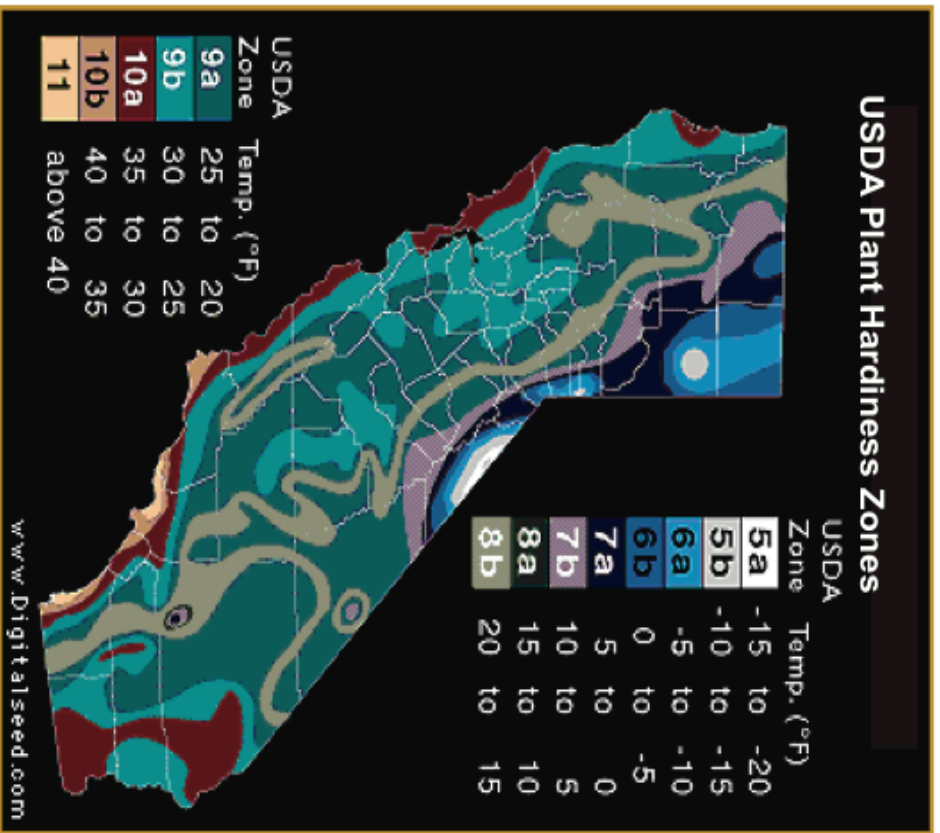 USDA Plant Hardiness Zones
USDA
Zone Temp. (°F)
5a -15 to -20
5b -10 to -15
6a -5 to -10
6b 0 to -5
7a 5 to 0
7b 10 to 5
8a 15 to 10
8b 20 to 15
USDA
Zone Temp. (°F)
9a 25 to 20
9b 30 to 25
10a 35 to 30
10b 40 to 35
11 above 40
www.Digitalseed.com